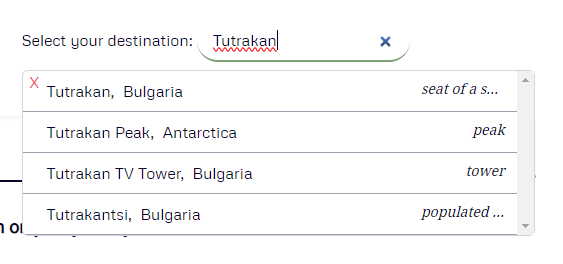 Select your destination: Tutrakan
X
Tutrakan, Bulgaria seat of a s...
Tutrakan Peak, Antarctica peak
Tutrakan TV Tower, Bulgaria tower
Tutrakantsi, Bulgaria populated ...